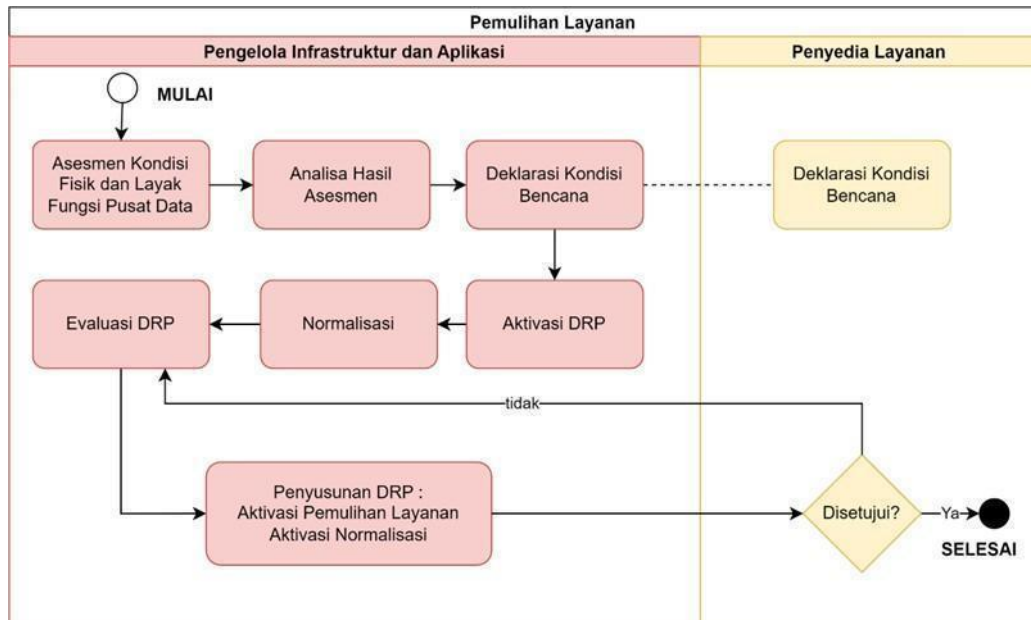 Pemulihan Layanan
Pengelola Infrastruktur dan Aplikasi
Penyedia Layanan
MULAI
Asesmen Kondisi
Fisik dan Layak
Fungsi Pusat Data
Analisa Hasil
Asesmen
Deklarasi Kondisi
Bencana
Deklarasi Kondisi
Bencana
Evaluasi DRP
Normalisasi
Aktivasi DRP
tidak
Penyusunan DRP :
Aktivasi Pemulihan Layanan
Aktivasi Normalisasi
Disetujui?
Ya
SELESAI